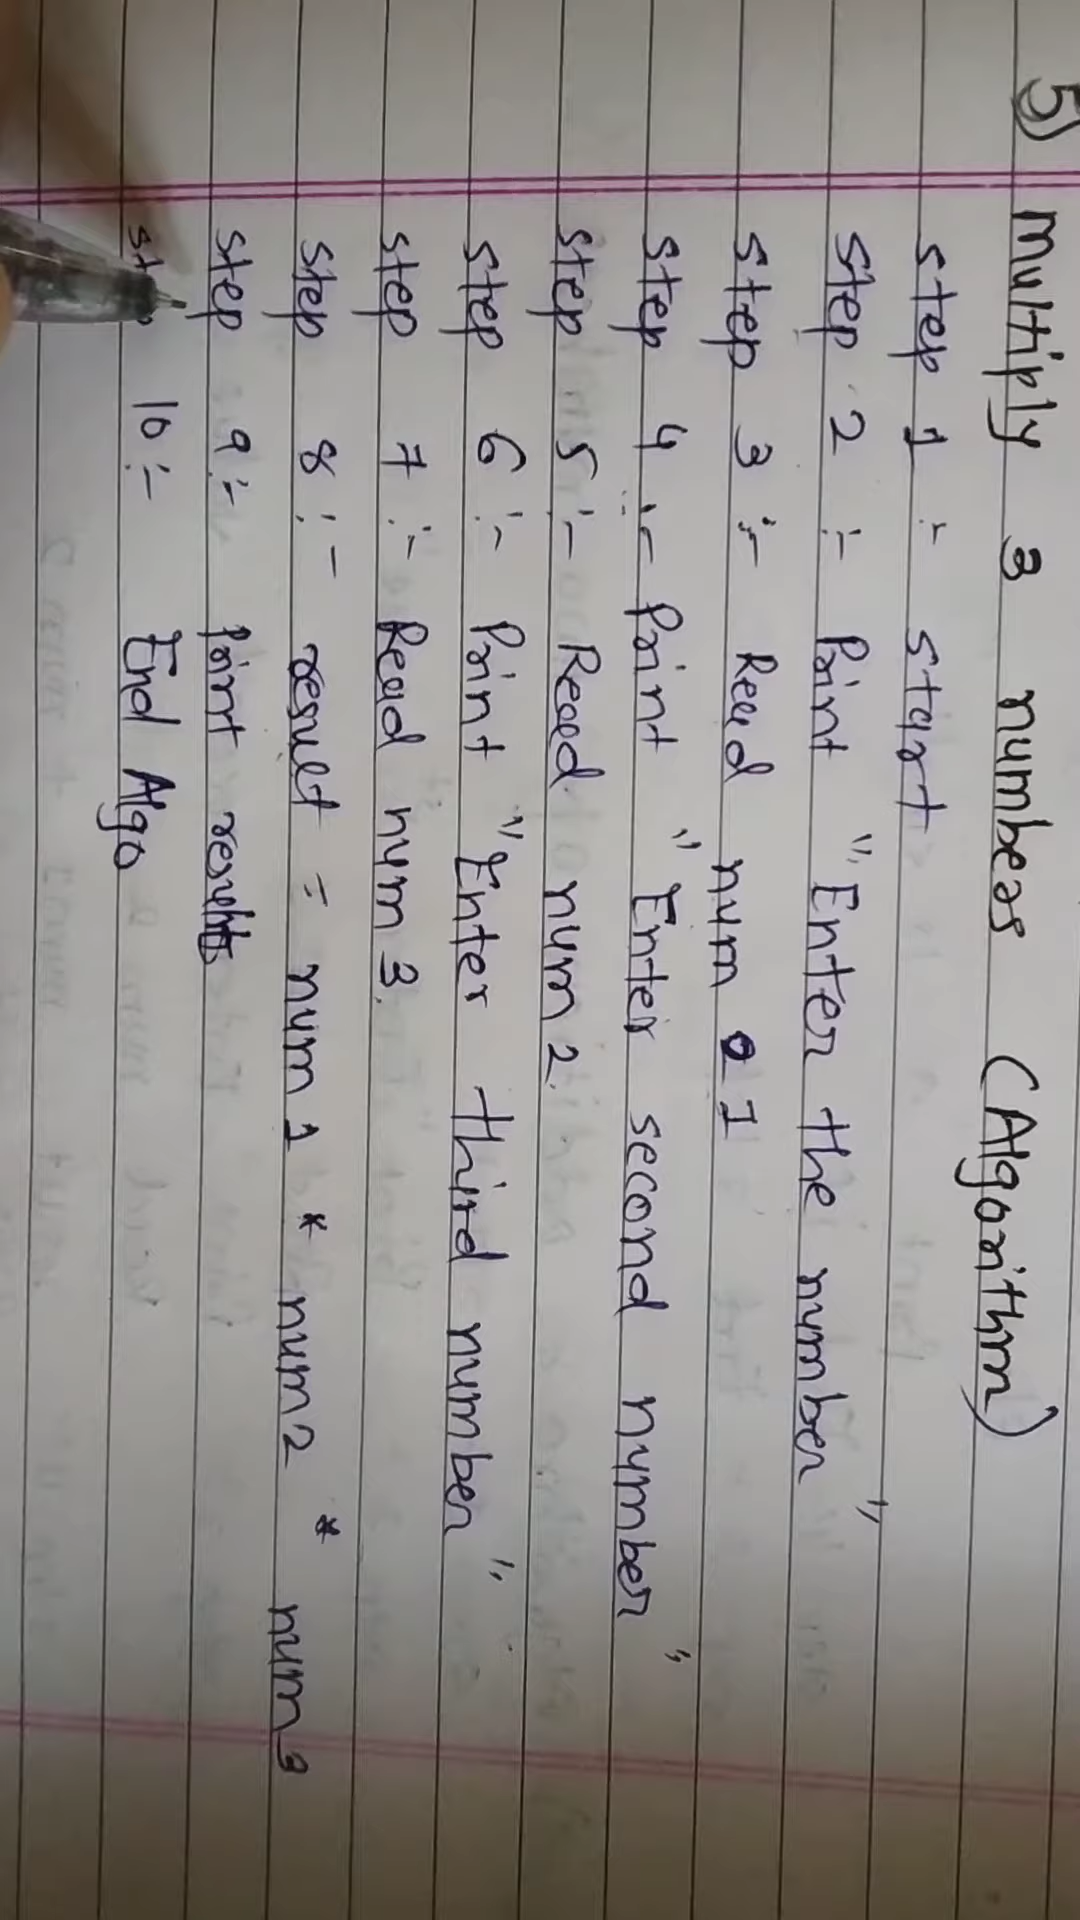 5) multiply 3 numbers (Algorithm)
step 1 :- start
step 2 :- Print "Enter the number"
step 3 :- Read num 1
step 4 :- Print "Enter second number"
step 5 :- Read num 2.
step 6 :- Print "Enter third number"
step 7 :- Read num 3.
step 8 :- result = num 1 * num2 * num 3
step 9 :- Print results
step 10 :- End Algo